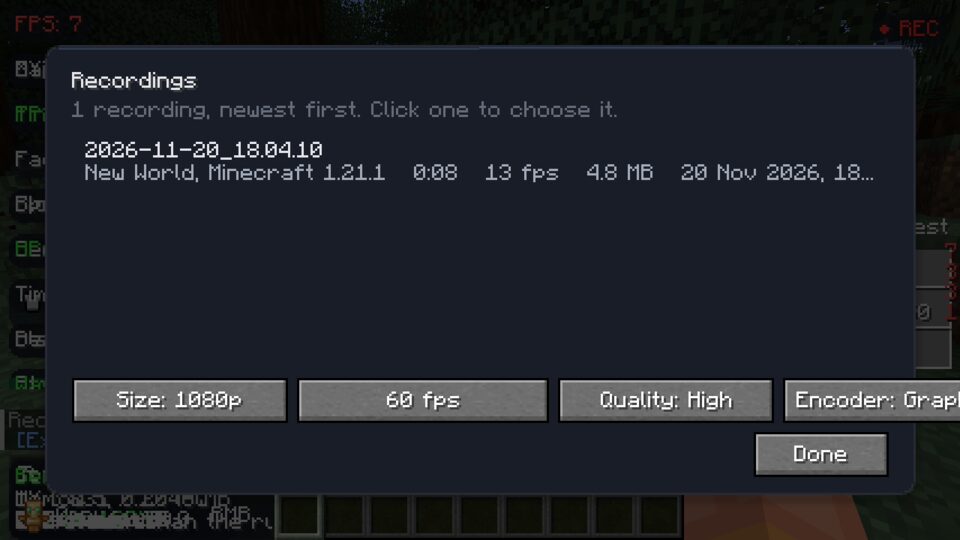 FPS: 7
REC
Recordings
1 recording, newest first. Click one to choose it.
2026-11-20_18.04.10
New World, Minecraft 1.21.1 0:08 13 fps 4.8 MB 20 Nov 2026, 18...
Size: 1080p
60 fps
Quality: High
Encoder: Grap
Done